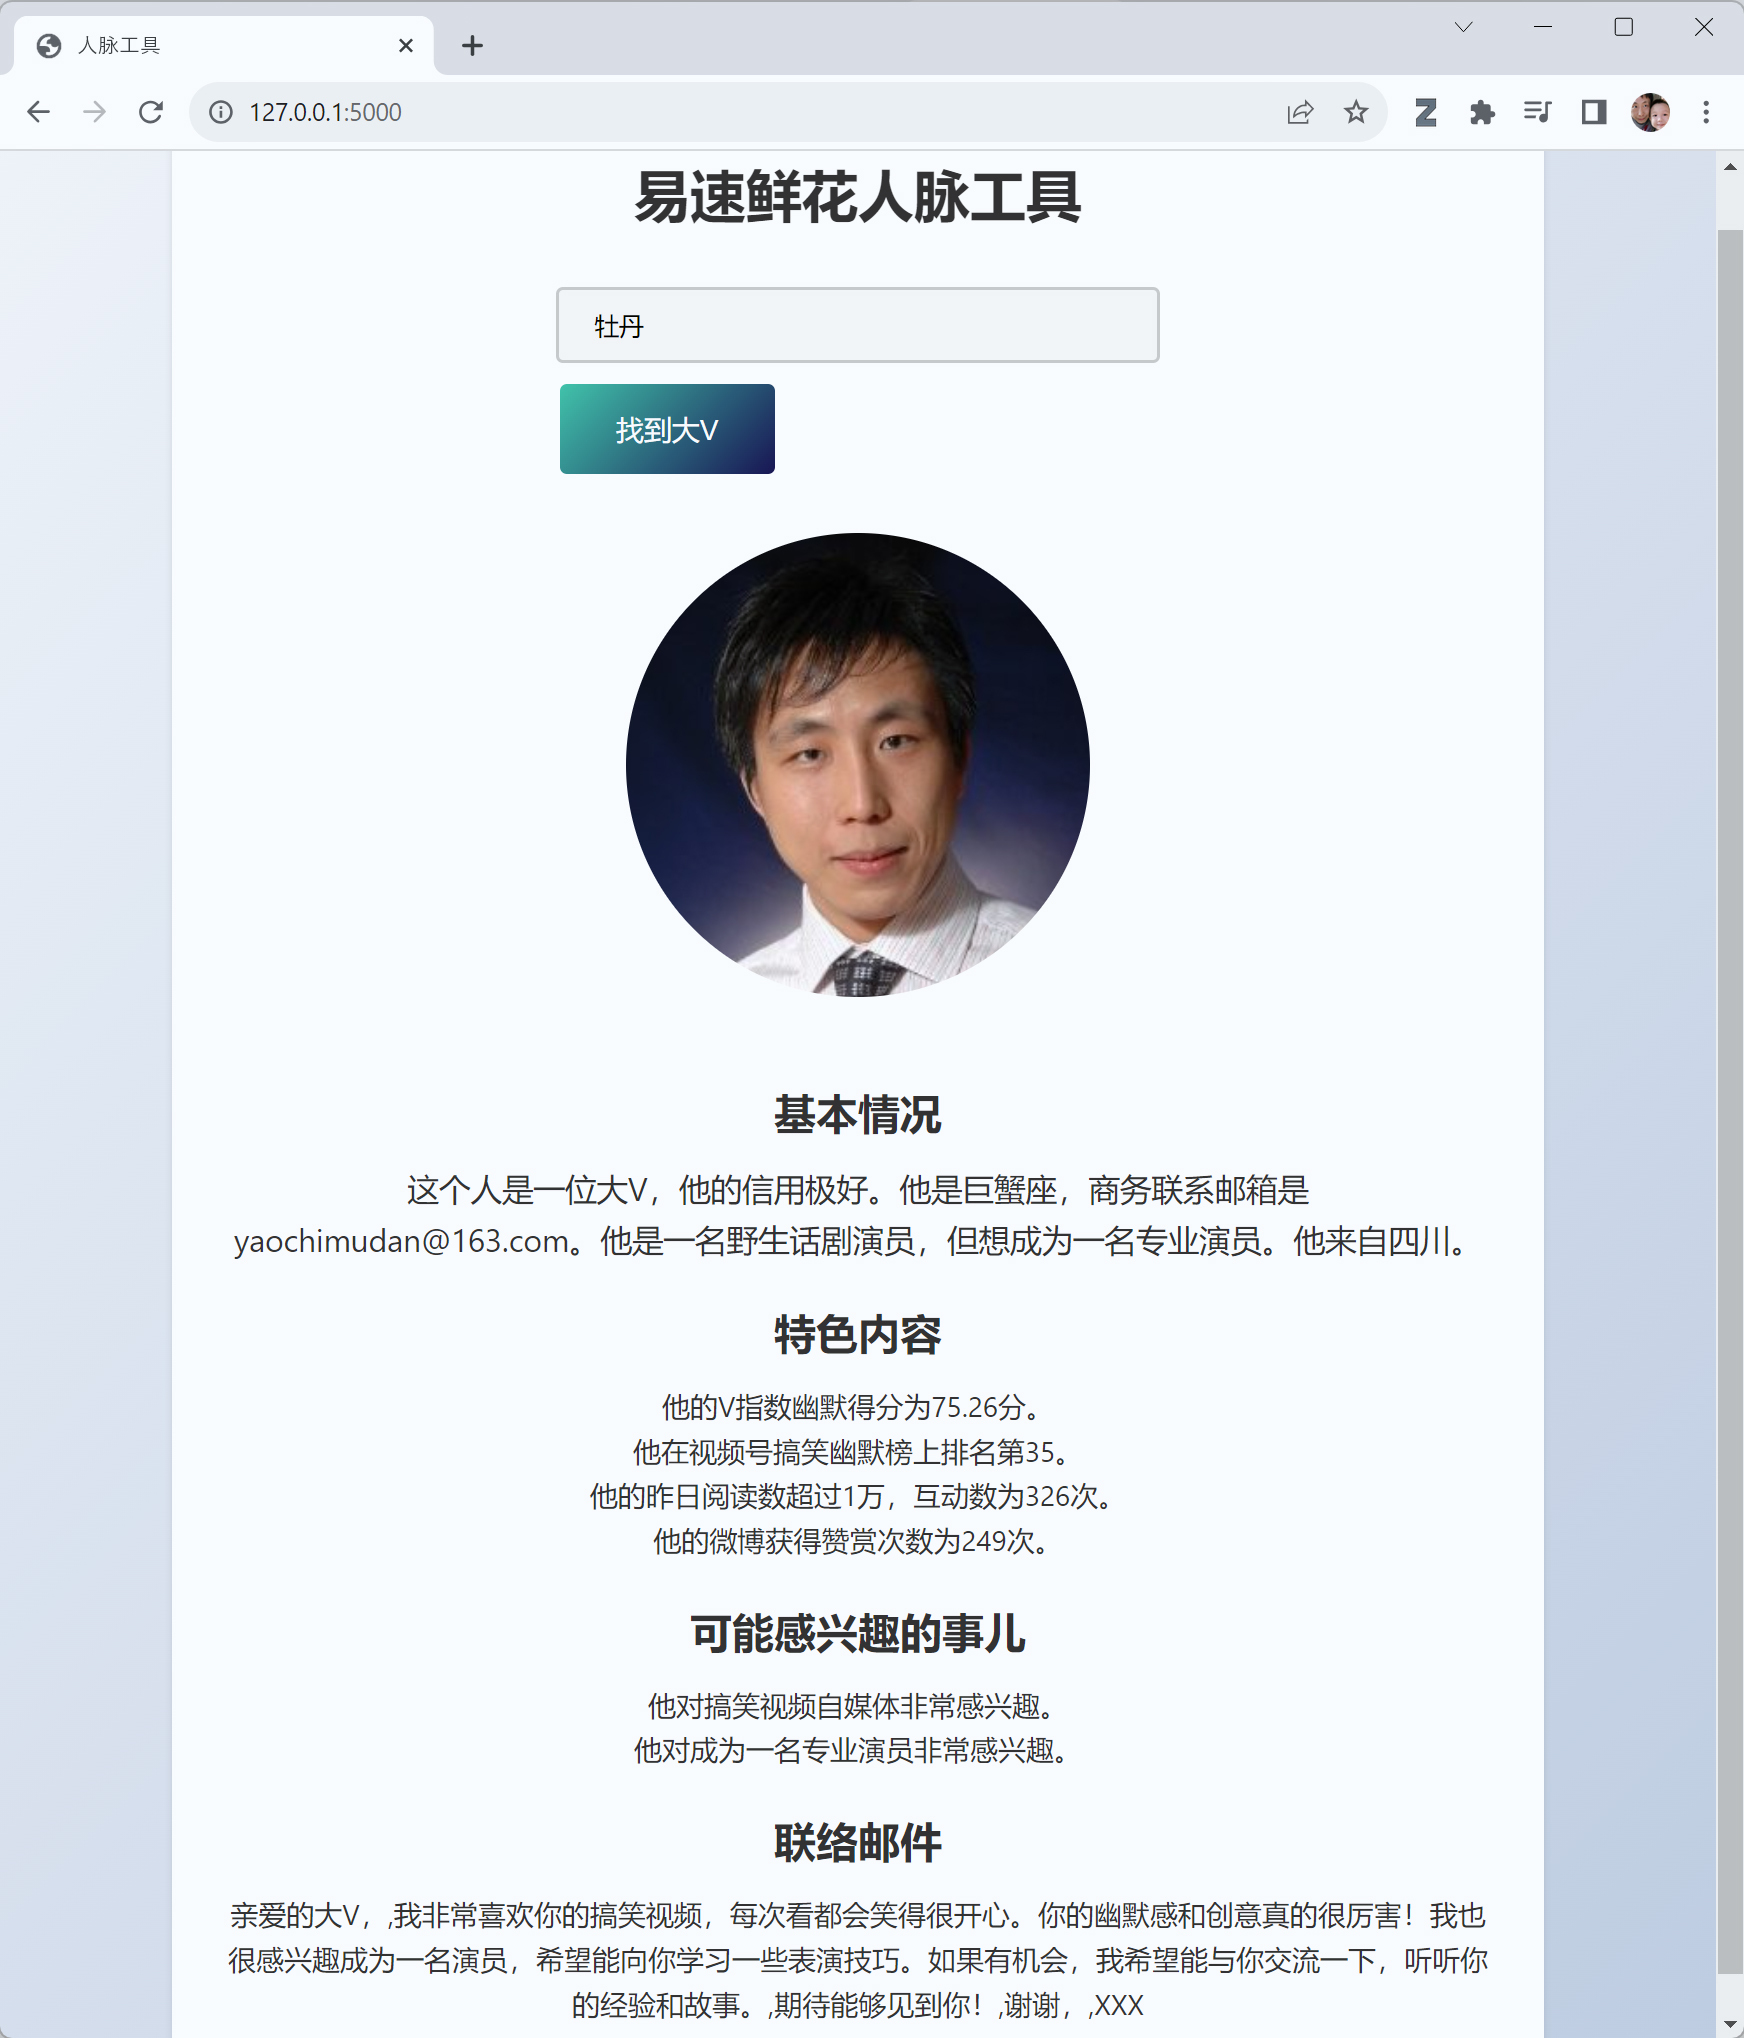 人脉工具
127.0.0.1:5000
易速鲜花人脉工具
牡丹
找到大V
基本情况
这个人是一位大V，他的信用极好。他是巨蟹座，商务联系邮箱是
yaochimudan@163.com。他是一名野生话剧演员，但想成为一名专业演员。他来自四川。
特色内容
他的V指数幽默得分为75.26分。
他在视频号搞笑幽默榜上排名第35。
他的昨日阅读数超过1万，互动数为326次。
他的微博获得赞赏次数为249次。
可能感兴趣的事儿
他对搞笑视频自媒体非常感兴趣。
他对成为一名专业演员非常感兴趣。
联络邮件
亲爱的大V，,我非常喜欢你的搞笑视频，每次看都会笑得很开心。你的幽默感和创意真的很厉害！我也
很感兴趣成为一名演员，希望能向你学习一些表演技巧。如果有机会，我希望能与你交流一下，听听你
的经验和故事。,期待能够见到你！,谢谢，,XXX